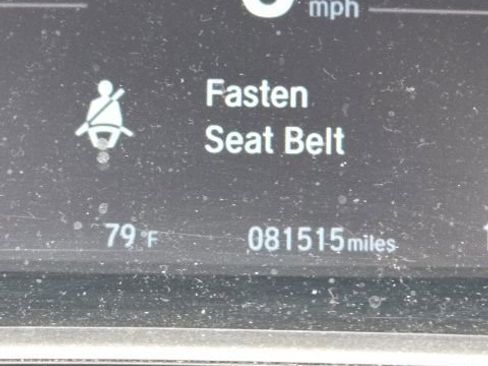 mph
Fasten
Seat Belt
79°F
081515 miles